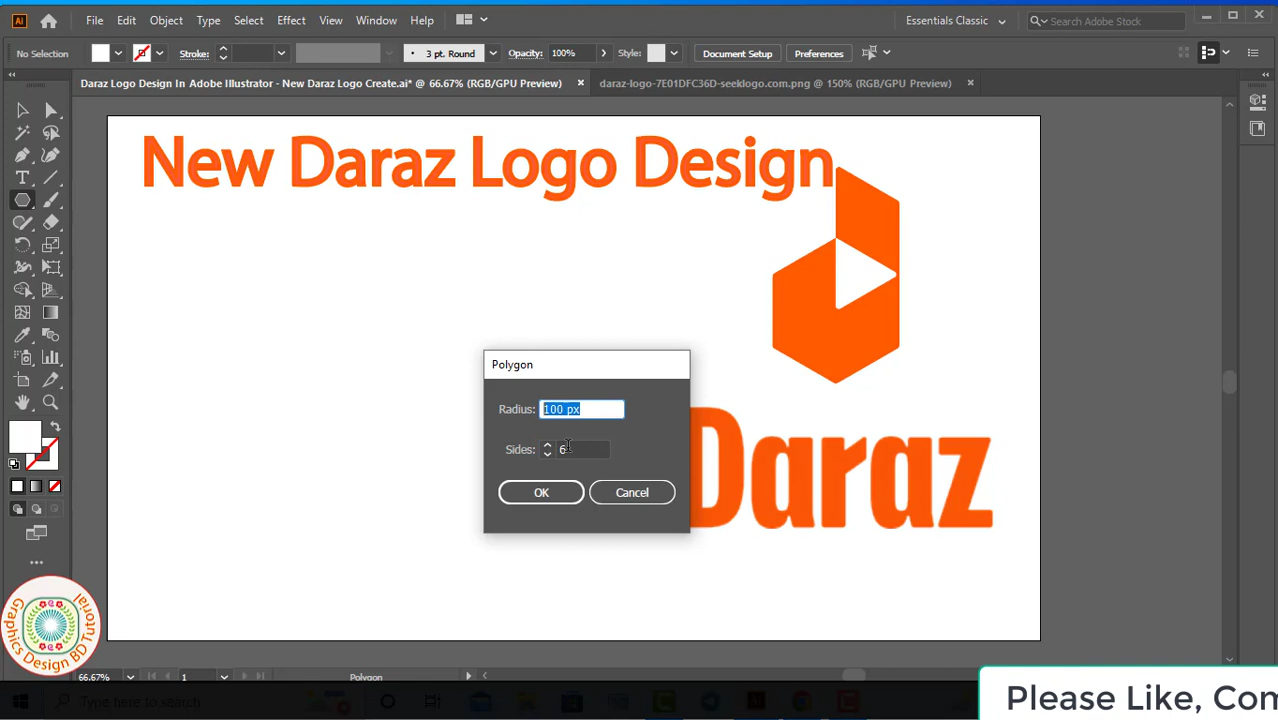 Ai File Edit Object Type Select Effect View Window Help Essentials Classic Search Adobe Stock
No Selection Stroke: 3 pt. Round Opacity: 100% Style: Document Setup Preferences
Daraz Logo Design In Adobe Illustrator - New Daraz Logo Create.ai* @ 66.67% (RGB/GPU Preview) daraz-logo-7E01DFC36D-seeklogo.com.png @ 150% (RGB/GPU Preview)
New Daraz Logo Design
Polygon
Radius: 100 px
Sides: 6
OK Cancel
Daraz
Graphics Design BD Tutorial
66.67% 1 Polygon
Type here to search
Please Like, Con